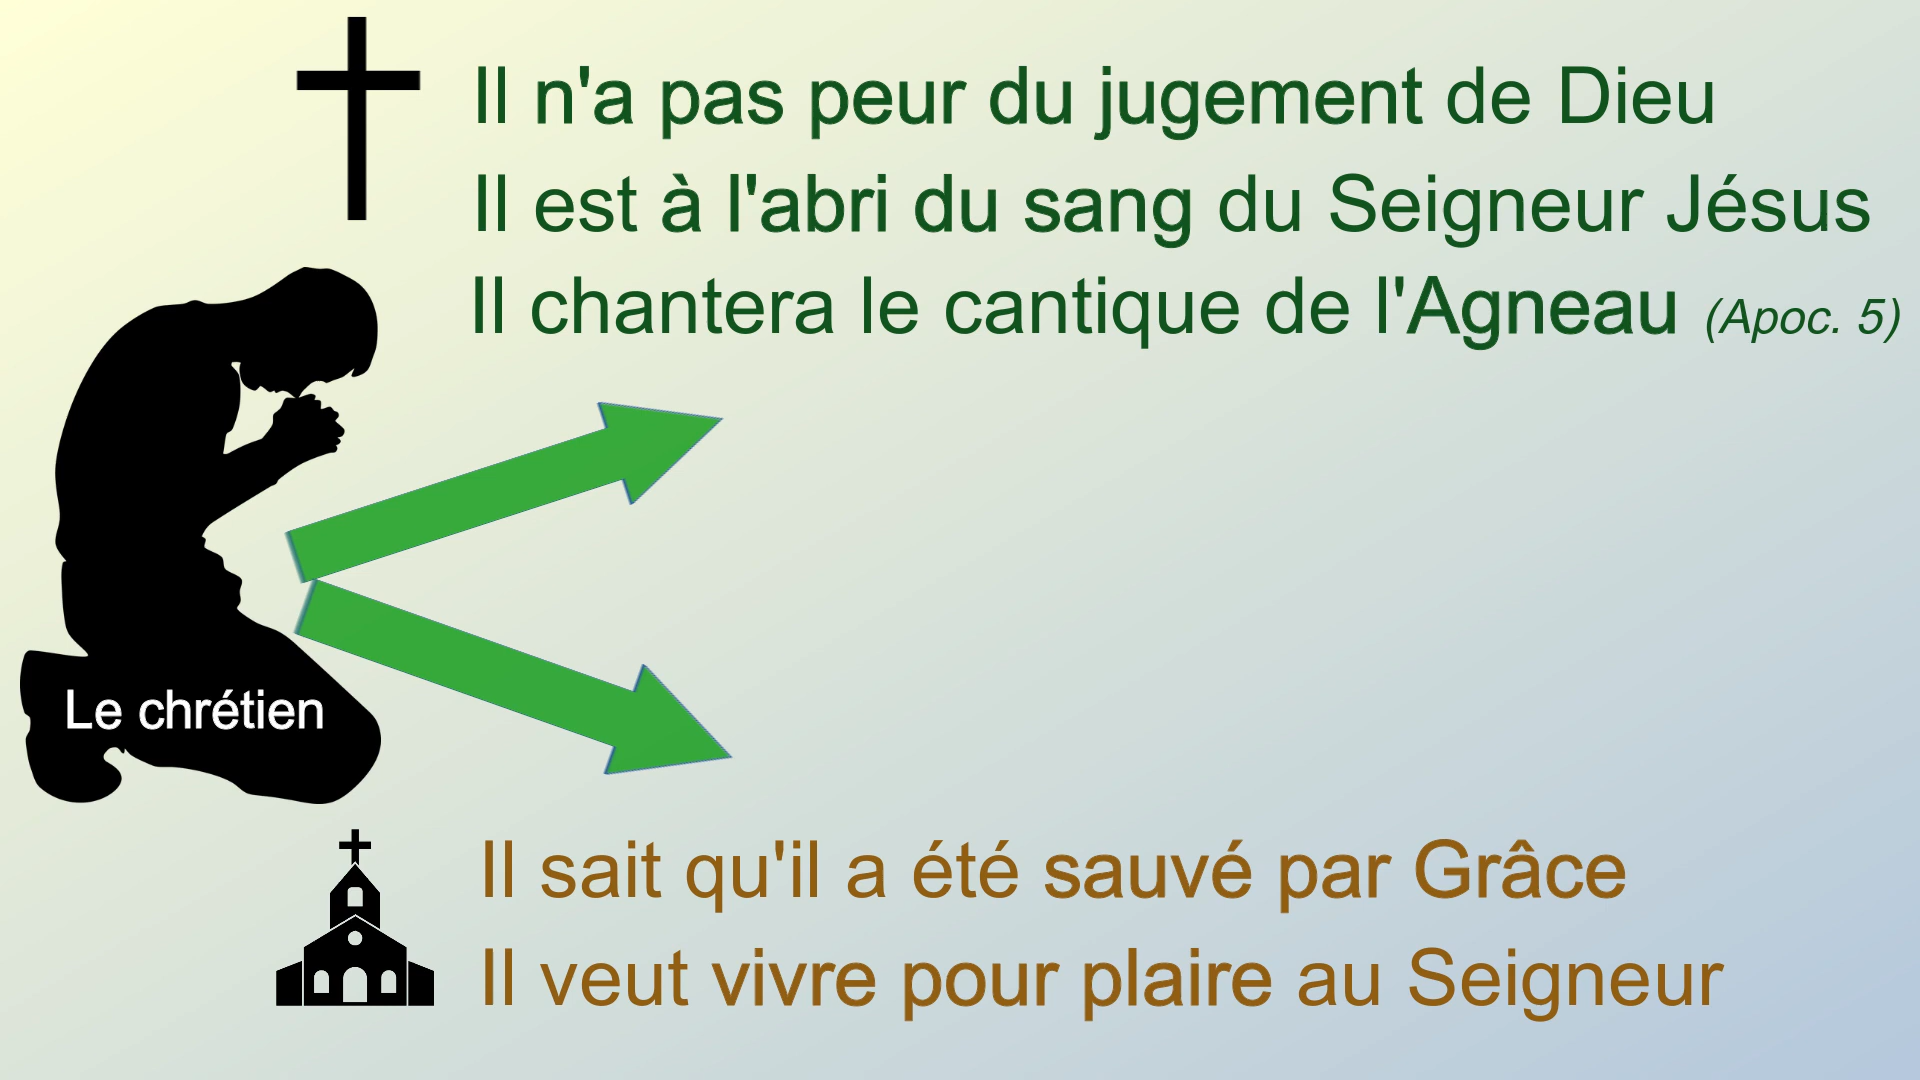 Il n'a pas peur du jugement de Dieu
Il est à l'abri du sang du Seigneur Jésus
Il chantera le cantique de l'Agneau (Apoc. 5)
Le chrétien
Il sait qu'il a été sauvé par Grâce
Il veut vivre pour plaire au Seigneur